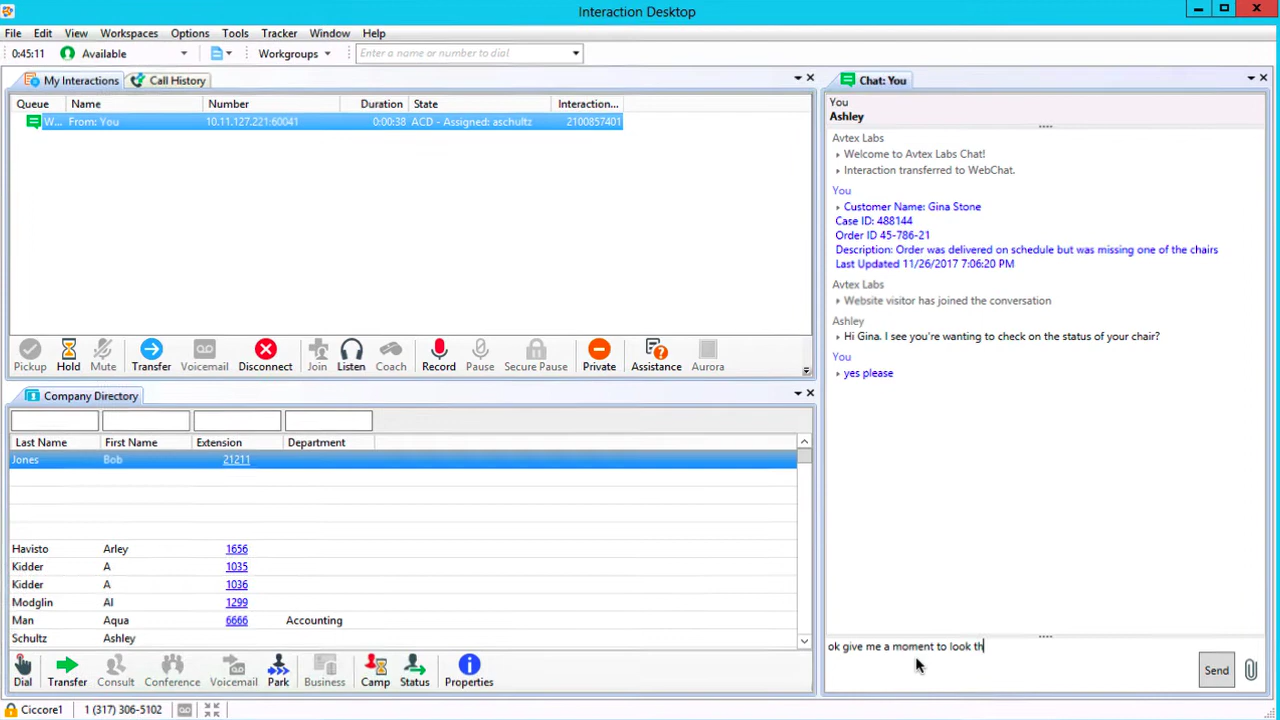 Interaction Desktop
File Edit View Workspaces Options Tools Tracker Window Help
0:45:11 Available Workgroups Enter a name or number to dial
My Interactions Call History
Queue Name Number Duration State Interaction...
W... From: You 10.11.127.221:60041 0:00:38 ACD - Assigned: aschultz 2100857401
Pickup Hold Mute Transfer Voicemail Disconnect Join Listen Coach Record Pause Secure Pause Private Assistance Aurora
Company Directory
Last Name First Name Extension Department
Jones Bob 21211
Havisto Arley 1656
Kidder A 1035
Kidder A 1036
Modglin Al 1299
Man Aqua 6666 Accounting
Schultz Ashley
Dial Transfer Consult Conference Voicemail Park Business Camp Status Properties
Ciccore1 1 (317) 306-5102
Chat: You
You
Ashley
Avtex Labs
Welcome to Avtex Labs Chat!
Interaction transferred to WebChat.
You
Customer Name: Gina Stone
Case ID: 488144
Order ID 45-786-21
Description: Order was delivered on schedule but was missing one of the chairs
Last Updated 11/26/2017 7:06:20 PM
Avtex Labs
Website visitor has joined the conversation
Ashley
Hi Gina. I see you're wanting to check on the status of your chair?
You
yes please
ok give me a moment to look th
Send